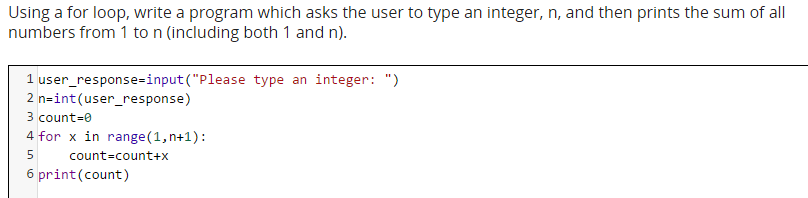 Using a for loop, write a program which asks the user to type an integer, n, and then prints the sum of all
numbers from 1 to n (including both 1 and n).
1 user_response=input("Please type an integer: ")
2 n=int(user_response)
3 count=0
4 for x in range(1,n+1):
5     count=count+x
6 print(count)